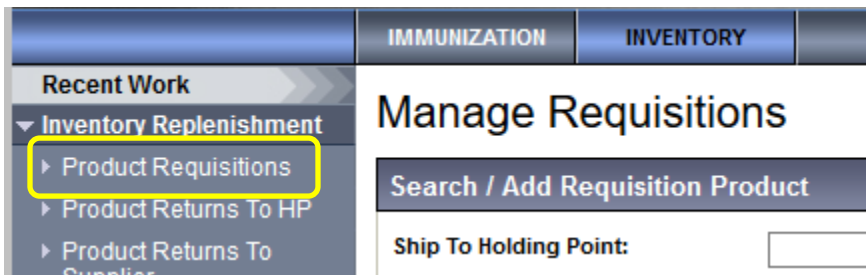 IMMUNIZATION INVENTORY
Recent Work
Inventory Replenishment
Product Requisitions
Product Returns To HP
Product Returns To
Supplier
Manage Requisitions
Search / Add Requisition Product
Ship To Holding Point: